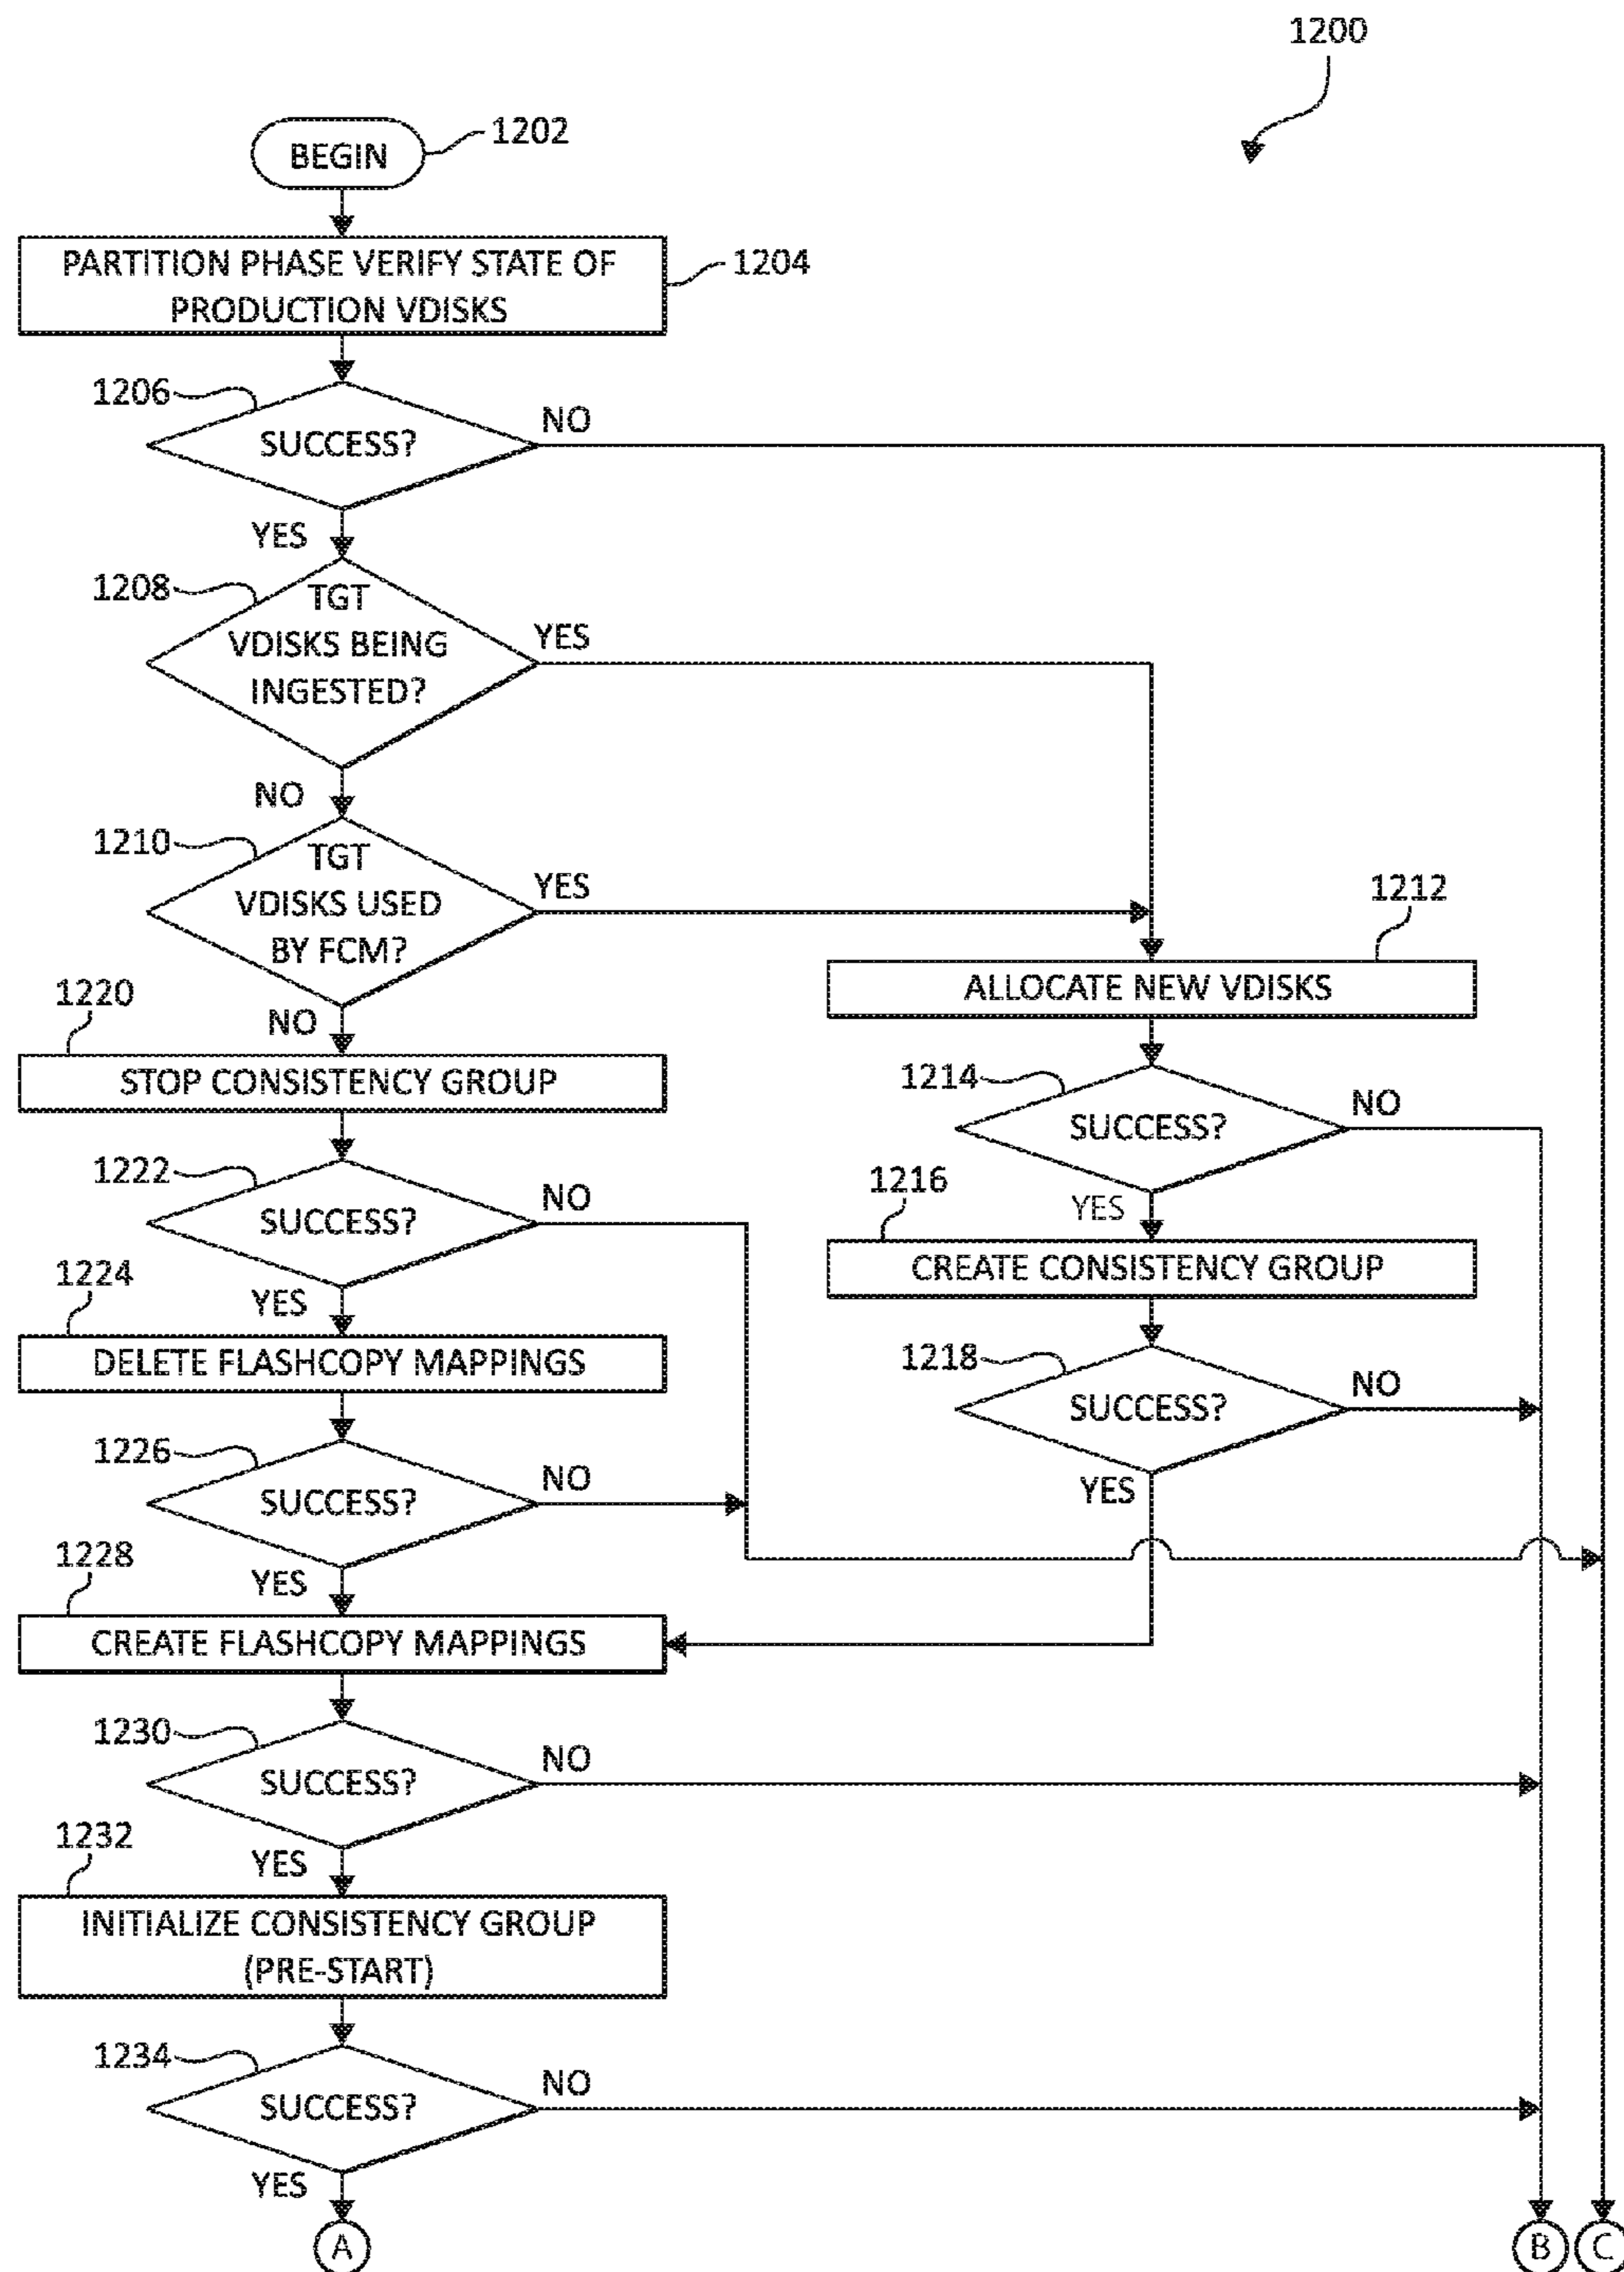 1200
BEGIN
1202
PARTITION PHASE VERIFY STATE OF
PRODUCTION VDISKS
1204
1206
SUCCESS?
NO
YES
1208
TGT
VDISKS BEING
INGESTED?
YES
NO
1210
TGT
VDISKS USED
BY FCM?
YES
NO
1212
ALLOCATE NEW VDISKS
1214
SUCCESS?
NO
YES
1216
CREATE CONSISTENCY GROUP
1218
SUCCESS?
NO
YES
1220
STOP CONSISTENCY GROUP
1222
SUCCESS?
NO
YES
1224
DELETE FLASHCOPY MAPPINGS
1226
SUCCESS?
NO
YES
1228
CREATE FLASHCOPY MAPPINGS
1230
SUCCESS?
NO
YES
1232
INITIALIZE CONSISTENCY GROUP
(PRE-START)
1234
SUCCESS?
NO
YES
A
B
C